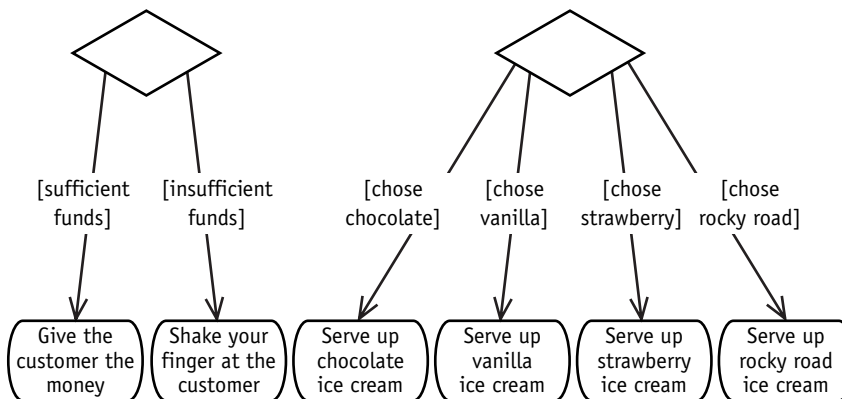 [sufficient
funds]
[insufficient
funds]
[chose
chocolate]
[chose
vanilla]
[chose
strawberry]
[chose
rocky road]
Give the
customer the
money
Shake your
finger at the
customer
Serve up
chocolate
ice cream
Serve up
vanilla
ice cream
Serve up
strawberry
ice cream
Serve up
rocky road
ice cream